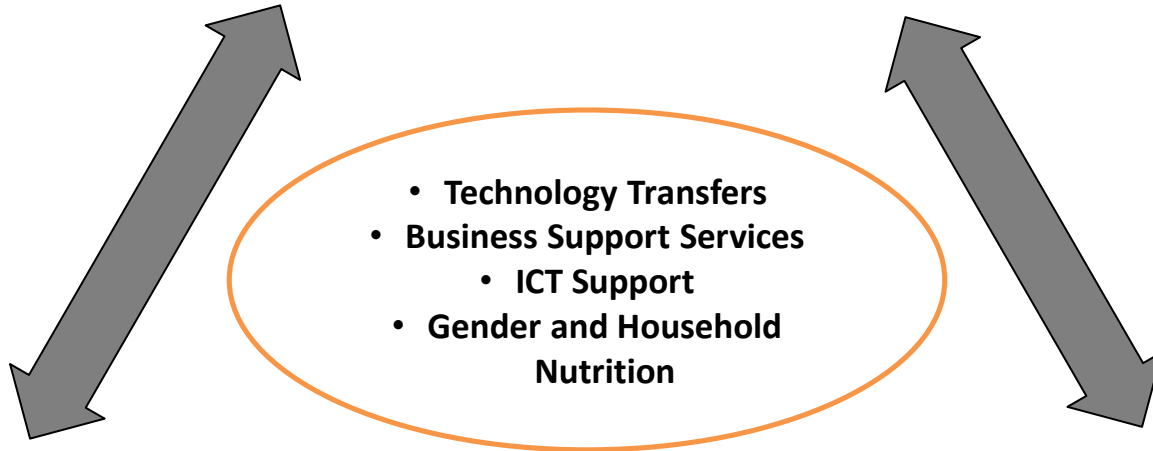 • Technology Transfers
• Business Support Services
• ICT Support
• Gender and Household
Nutrition